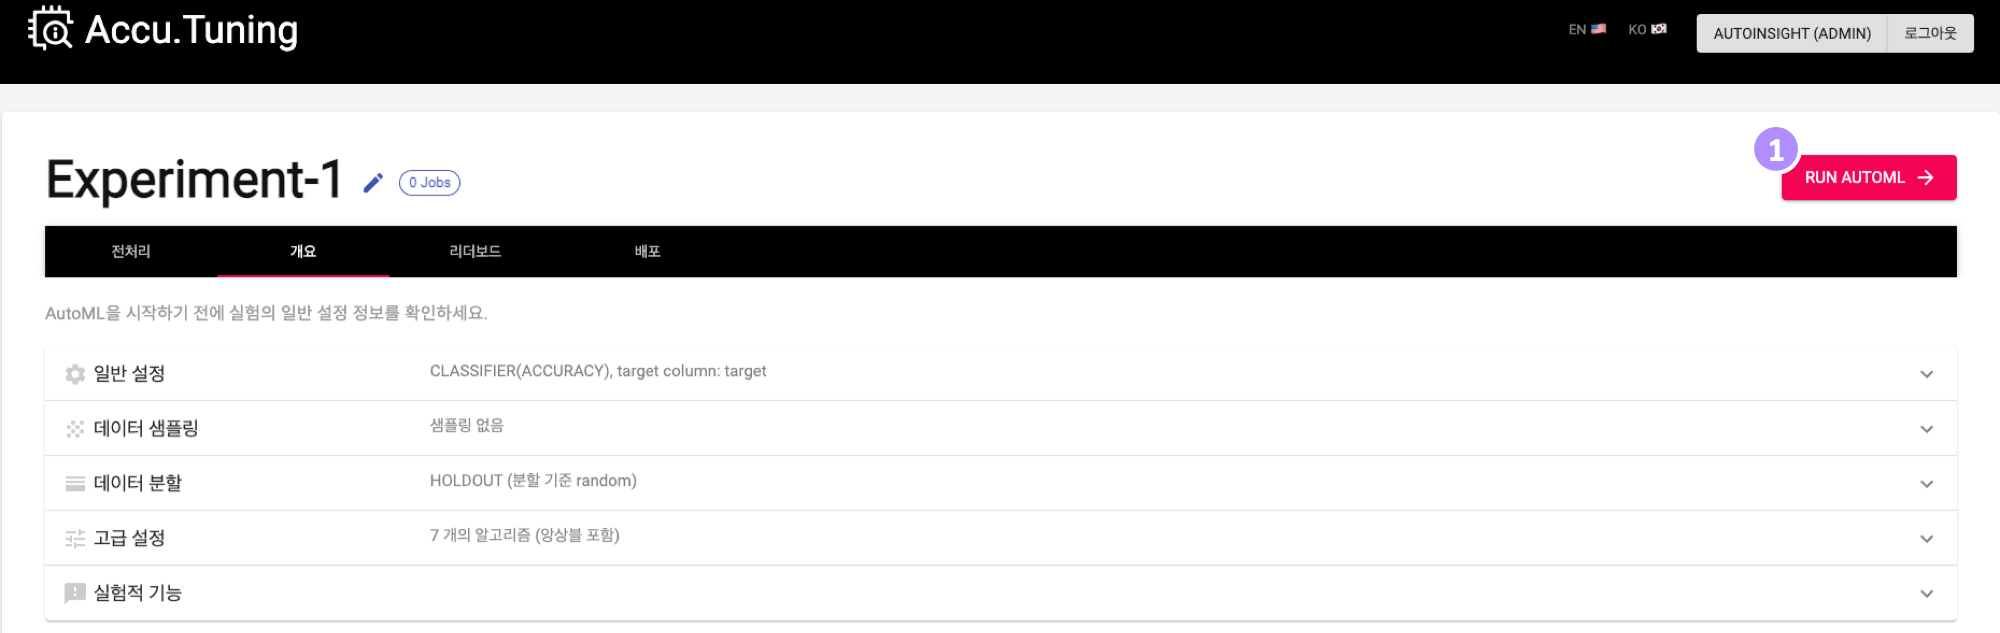 Accu.Tuning
EN KO AUTOINSIGHT (ADMIN) 로그아웃
Experiment-1 0 Jobs
1
RUN AUTOML
전처리 개요 리더보드 배포
AutoML을 시작하기 전에 실험의 일반 설정 정보를 확인하세요.
일반 설정 CLASSIFIER(ACCURACY), target column: target
데이터 샘플링 샘플링 없음
데이터 분할 HOLDOUT (분할 기준 random)
고급 설정 7 개의 알고리즘 (앙상블 포함)
실험적 기능